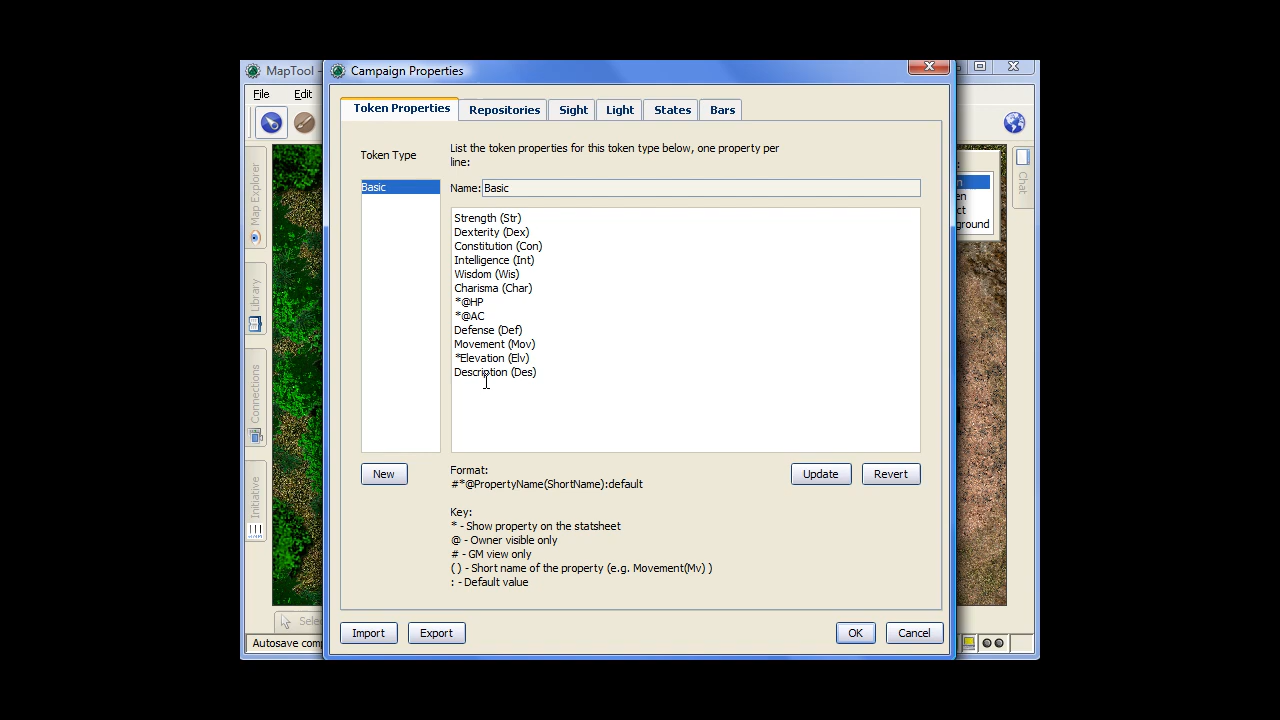 MapTool -
Campaign Properties
File
Edit
Token Properties
Repositories
Sight
Light
States
Bars
Token Type
List the token properties for this token type below, one property per
line:
Basic
Name:
Basic
Strength (Str)
Dexterity (Dex)
Constitution (Con)
Intelligence (Int)
Wisdom (Wis)
Charisma (Char)
*@HP
*@AC
Defense (Def)
Movement (Mov)
*Elevation (Elv)
Description (Des)
Map Explorer
Library
Connections
Initiative
Chat
New
Update
Revert
Format:
#*@PropertyName(ShortName):default
Key:
* - Show property on the statsheet
@ - Owner visible only
# - GM view only
( ) - Short name of the property (e.g. Movement(Mv) )
: - Default value
Import
Export
OK
Cancel
Autosave com